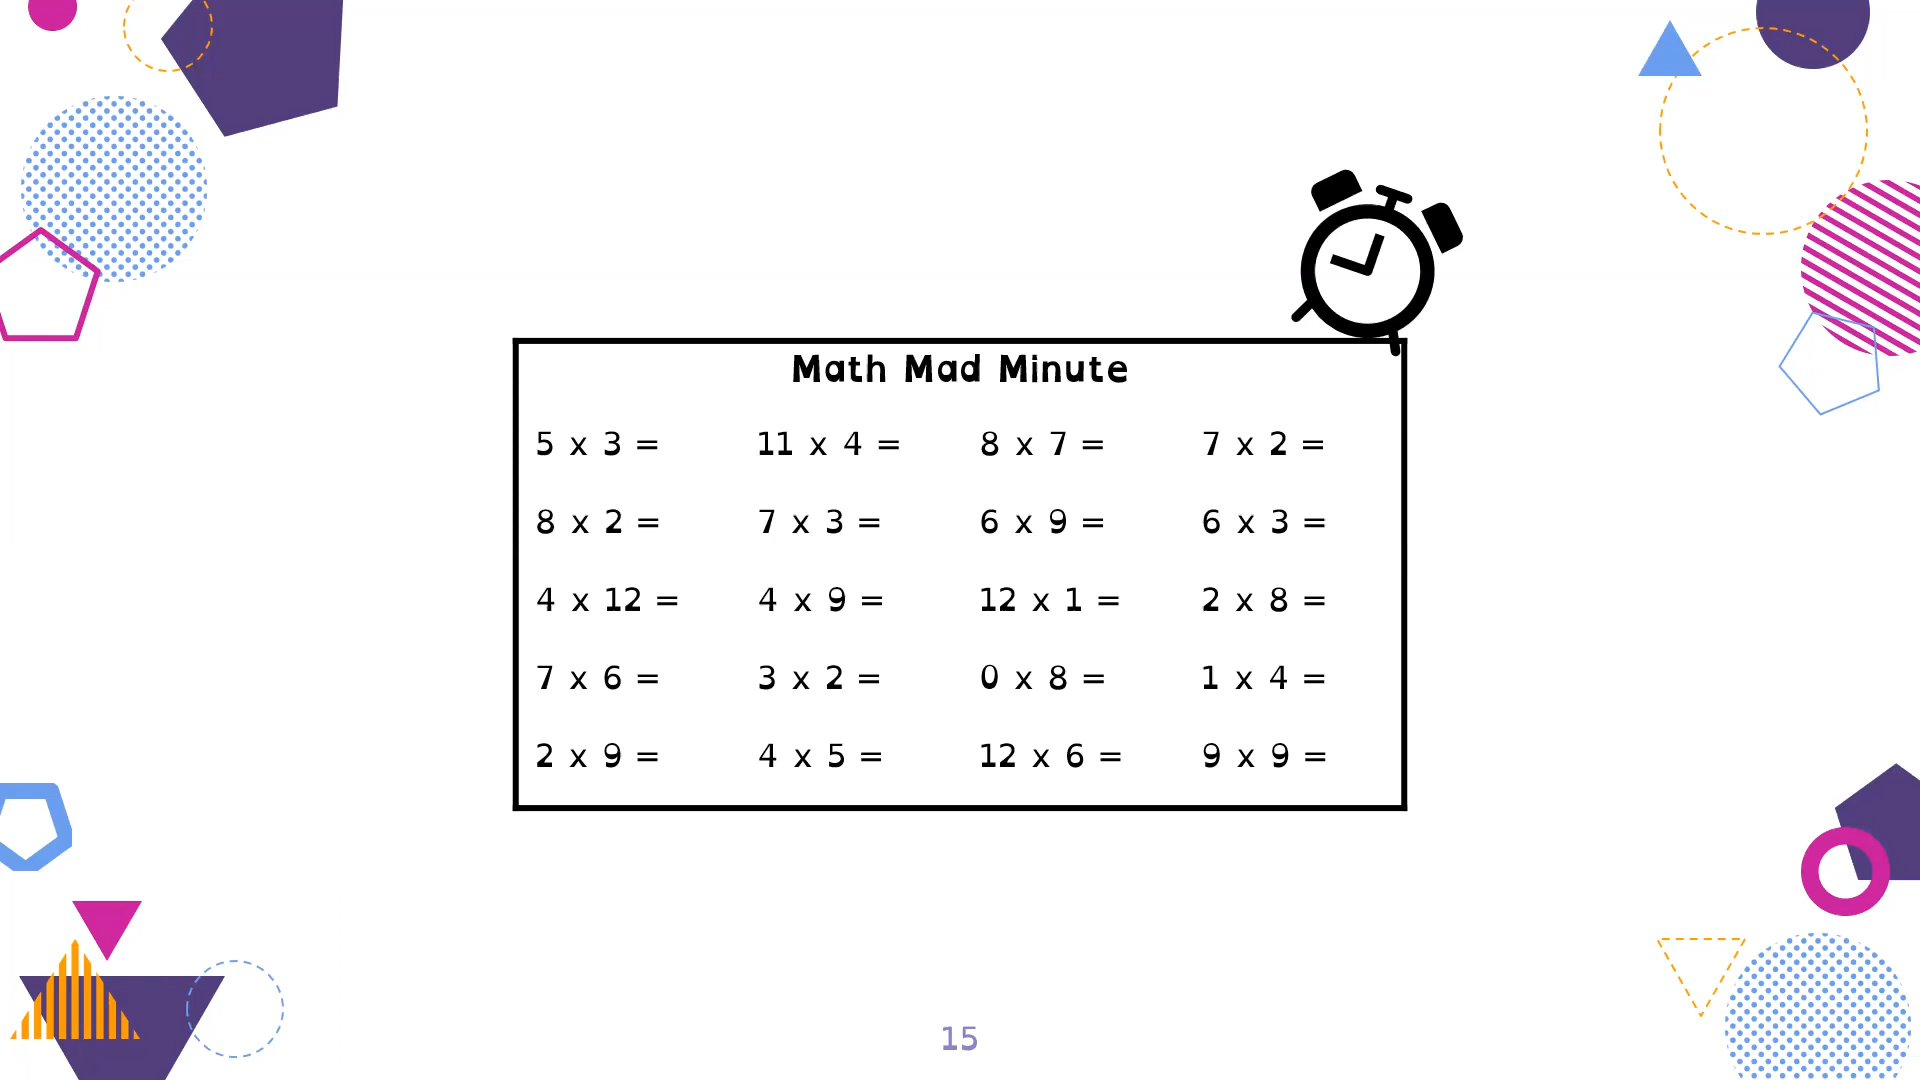 Math Mad Minute
5 x 3 = 11 x 4 = 8 x 7 = 7 x 2 =
8 x 2 = 7 x 3 = 6 x 9 = 6 x 3 =
4 x 12 = 4 x 9 = 12 x 1 = 2 x 8 =
7 x 6 = 3 x 2 = 0 x 8 = 1 x 4 =
2 x 9 = 4 x 5 = 12 x 6 = 9 x 9 =
15